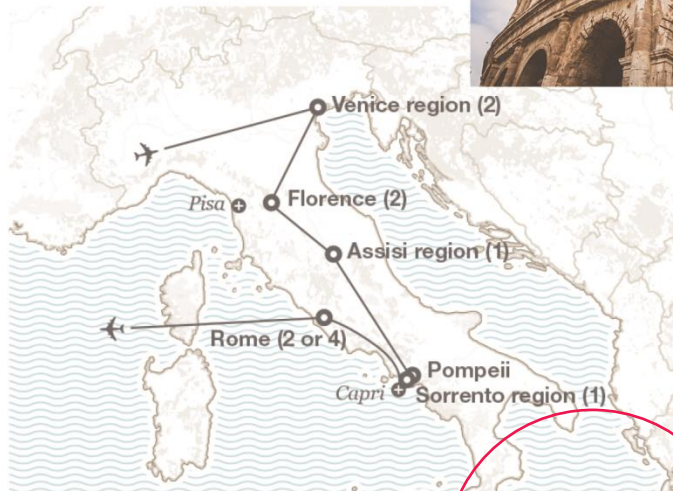 Venice region (2)
Pisa
Florence (2)
Assisi region (1)
Rome (2 or 4)
Pompeii
Capri
Sorrento region (1)